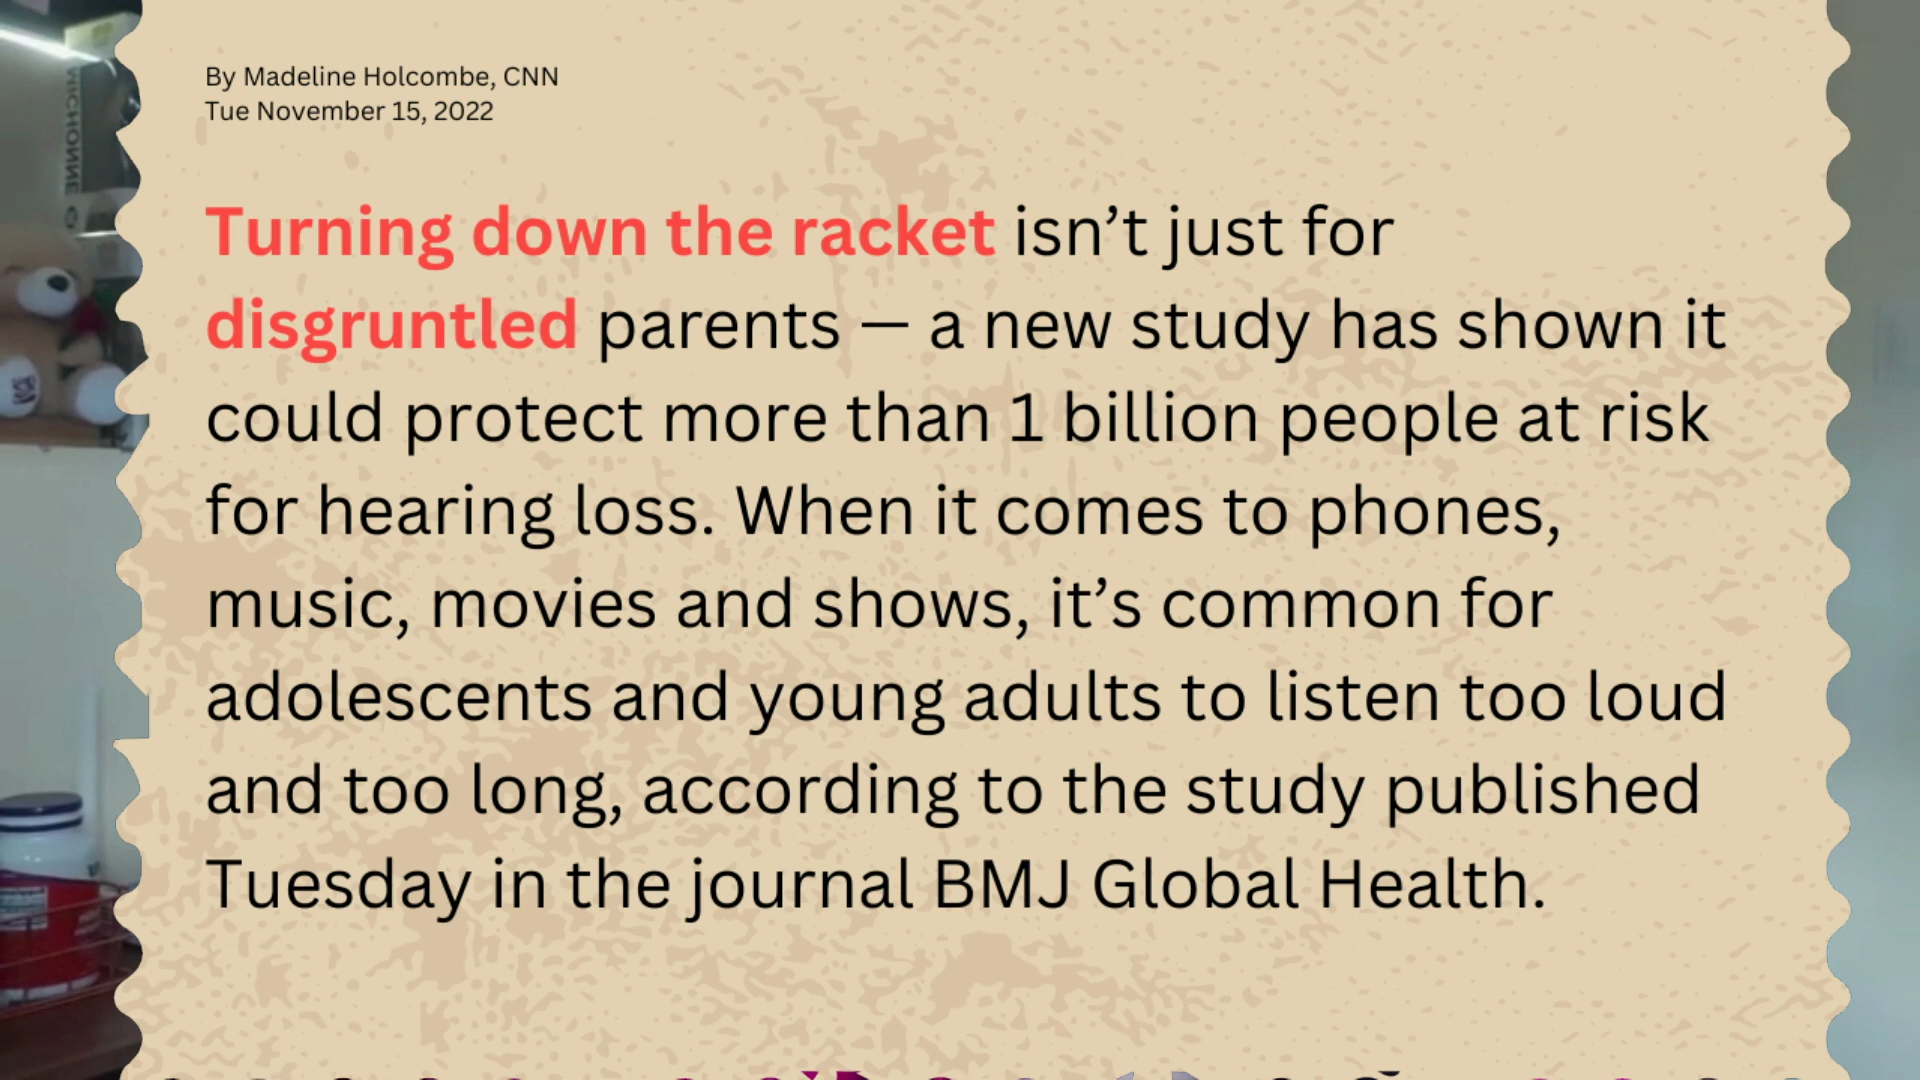 By Madeline Holcombe, CNN
Tue November 15, 2022
Turning down the racket isn’t just for
disgruntled parents — a new study has shown it
could protect more than 1 billion people at risk
for hearing loss. When it comes to phones,
music, movies and shows, it’s common for
adolescents and young adults to listen too loud
and too long, according to the study published
Tuesday in the journal BMJ Global Health.